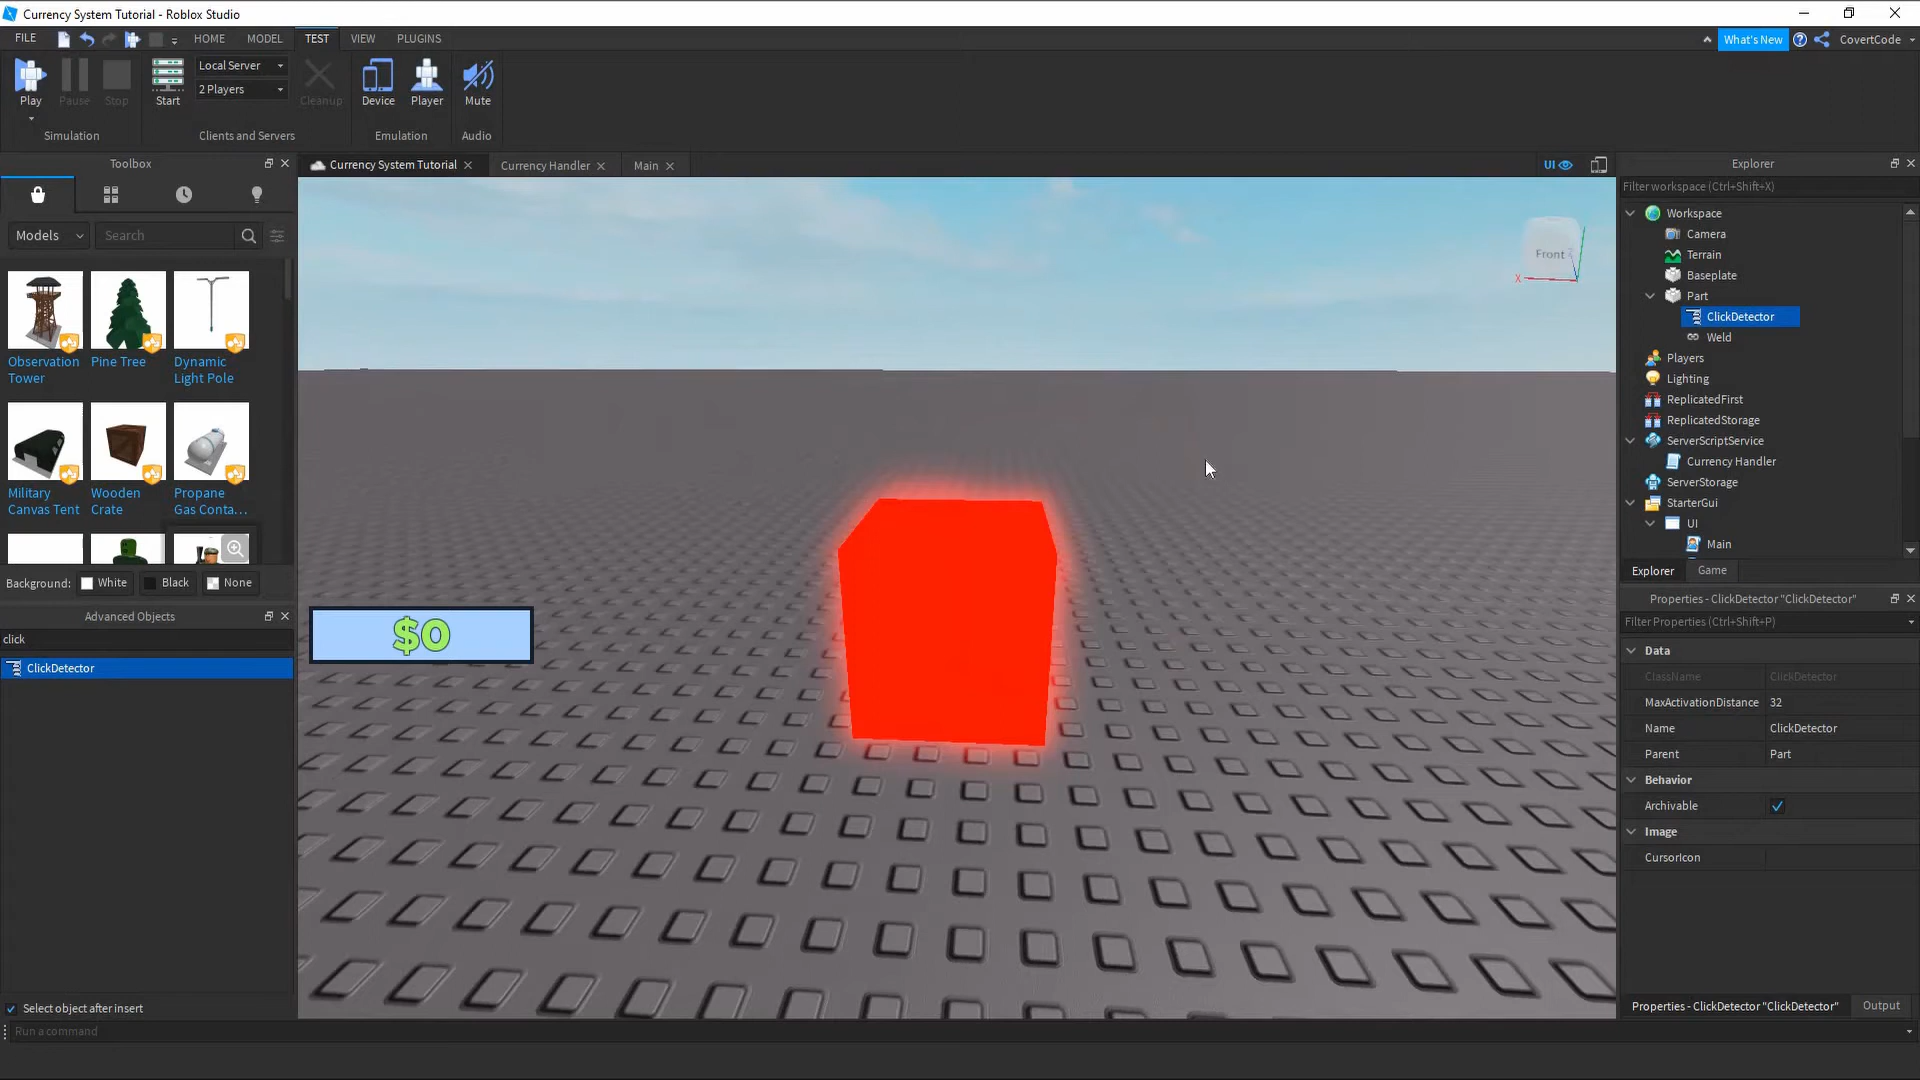 Currency System Tutorial - Roblox Studio
FILE HOME MODEL TEST VIEW PLUGINS
What's New ? CovertCode
Play Pause Stop
Simulation
Start Local Server
2 Players
Cleanup
Clients and Servers
Device Player
Emulation
Mute
Audio
Toolbox
Models Search
Observation Tower
Pine Tree
Dynamic Light Pole
Military Canvas Tent
Wooden Crate
Propane Gas Conta...
Background: White Black None
Advanced Objects
click
ClickDetector
Select object after insert
Run a command
Currency System Tutorial Currency Handler Main
UI
Front
X
$0
Explorer
Filter workspace (Ctrl+Shift+X)
Workspace
Camera
Terrain
Baseplate
Part
ClickDetector
Weld
Players
Lighting
ReplicatedFirst
ReplicatedStorage
ServerScriptService
Currency Handler
ServerStorage
StarterGui
UI
Main
Explorer Game
Properties - ClickDetector "ClickDetector"
Filter Properties (Ctrl+Shift+P)
Data
ClassName ClickDetector
MaxActivationDistance 32
Name ClickDetector
Parent Part
Behavior
Archivable
Image
CursorIcon
Properties - ClickDetector "ClickDetector" Output